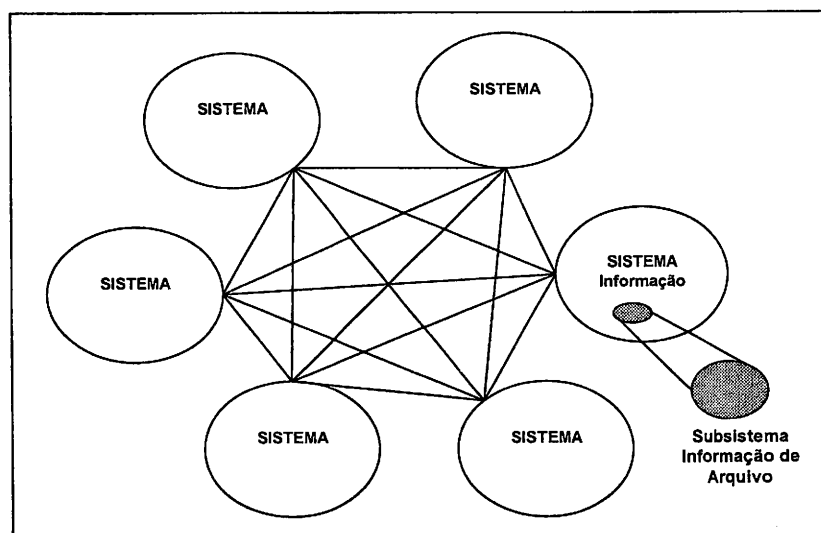 SISTEMA
SISTEMA
SISTEMA
SISTEMA
Informação
SISTEMA
SISTEMA
Subsistema
Informação de
Arquivo